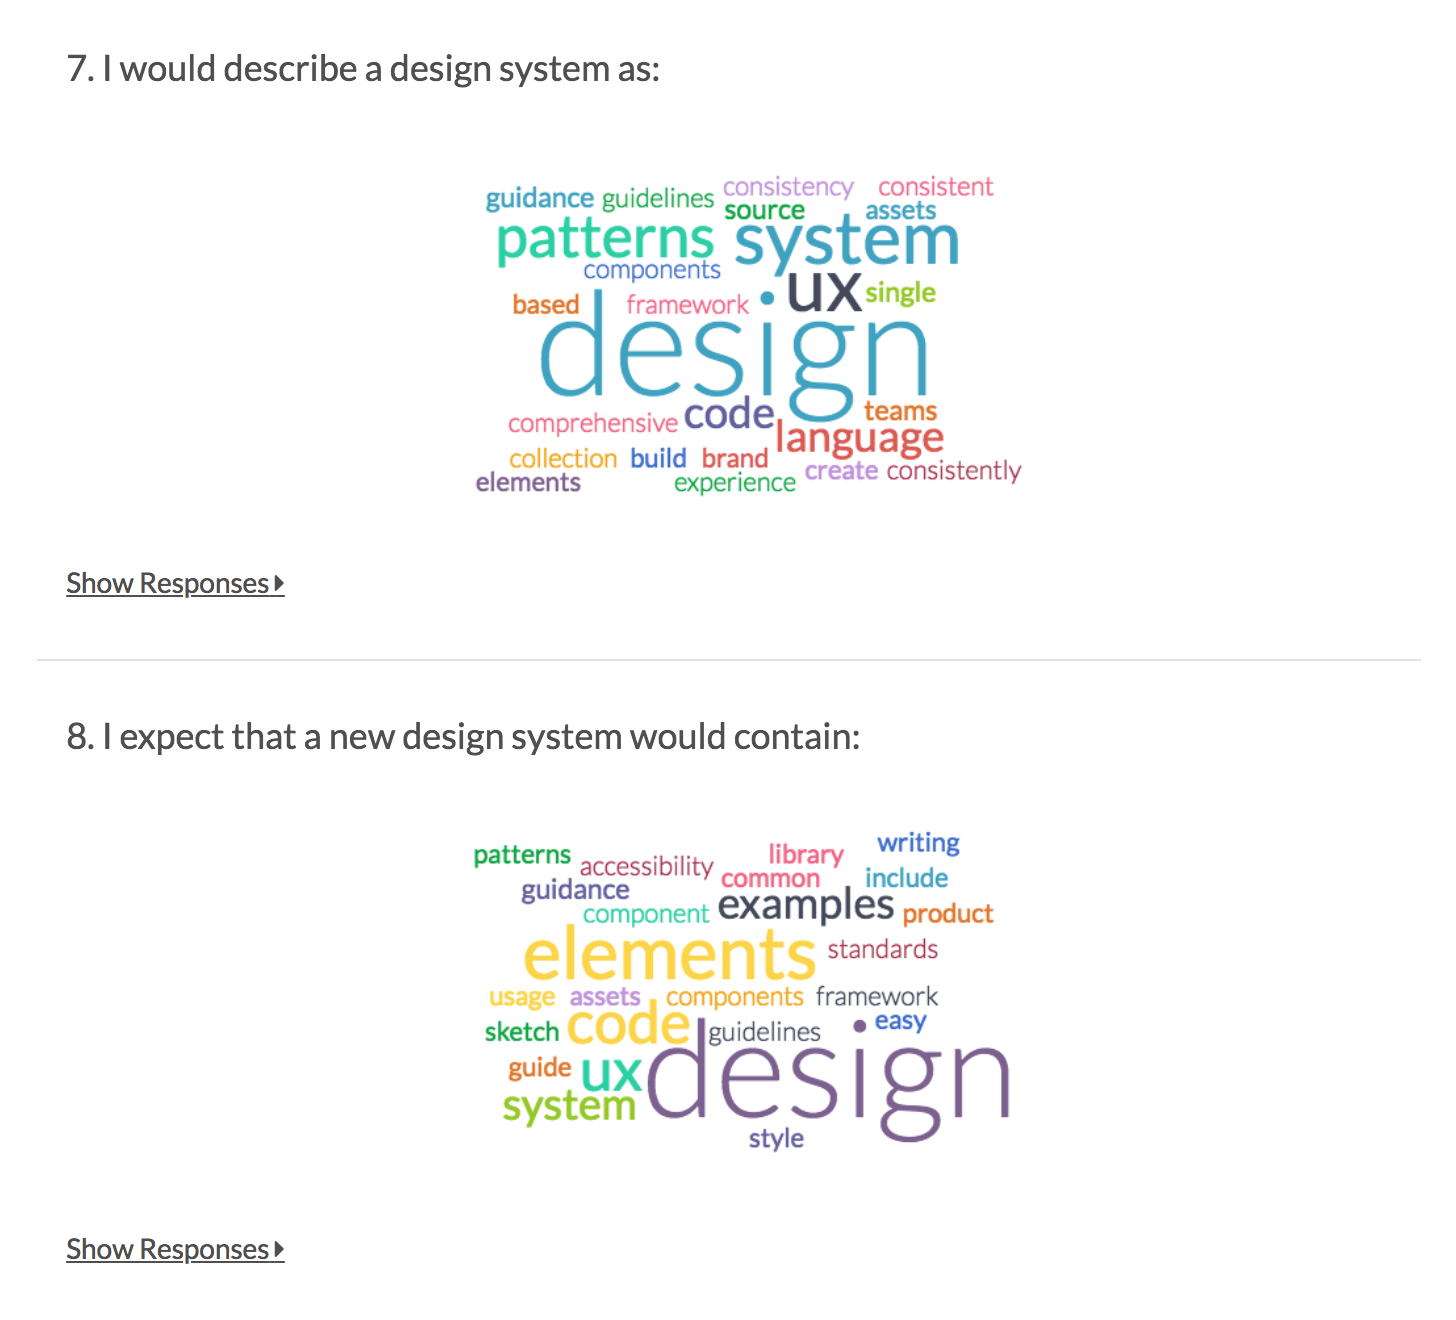 7. I would describe a design system as:
consistency consistent
guidance guidelines
source assets
patterns system
components
ux single
based framework
design
code teams
comprehensive
language
collection build brand
create consistently
elements experience
Show Responses
8. I expect that a new design system would contain:
writing
patterns library
accessibility
common include
guidance
examples product
component
elements standards
usage assets components framework
easy
sketch code guidelines
guide ux design
system
style
Show Responses